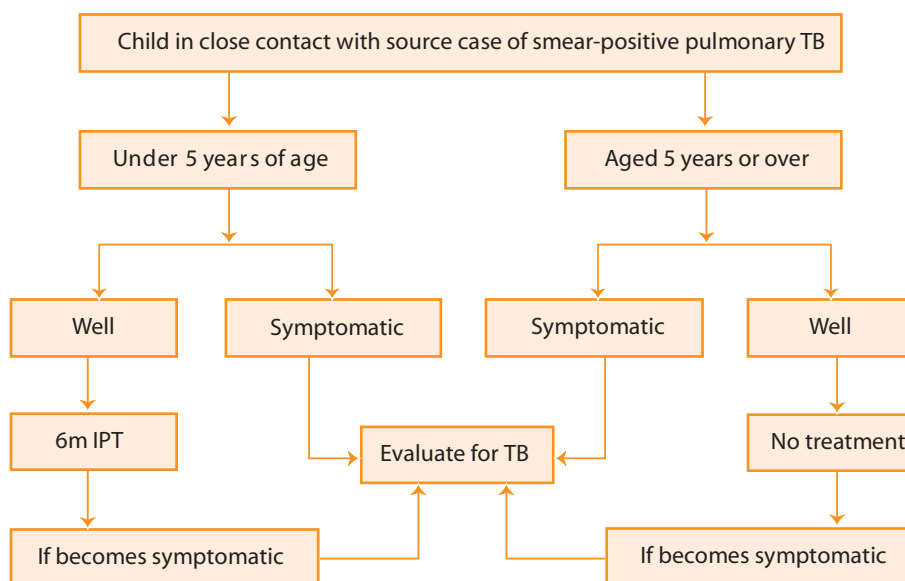 Child in close contact with source case of smear-positive pulmonary TB
Under 5 years of age
Aged 5 years or over
Well
Symptomatic
Symptomatic
Well
6m IPT
Evaluate for TB
No treatment
If becomes symptomatic
If becomes symptomatic